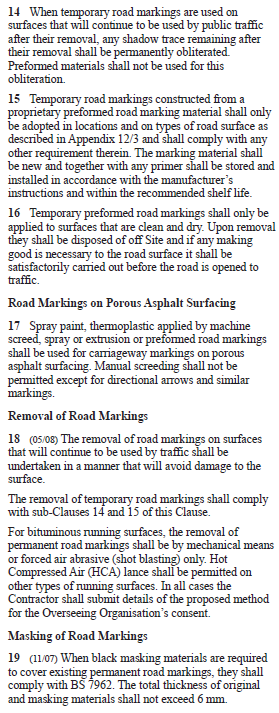 14 When temporary road markings are used on
surfaces that will continue to be used by public traffic
after their removal, any shadow trace remaining after
their removal shall be permanently obliterated.
Preformed materials shall not be used for this
obliteration.
15 Temporary road markings constructed from a
proprietary preformed road marking material shall only
be adopted in locations and on types of road surface as
described in Appendix 12/3 and shall comply with any
other requirement therein. The marking material shall
be new and together with any primer shall be stored and
installed in accordance with the manufacturer's
instructions and within the recommended shelf life.
16 Temporary preformed road markings shall only be
applied to surfaces that are clean and dry. Upon removal
they shall be disposed of off Site and if any making
good is necessary to the road surface it shall be
satisfactorily carried out before the road is opened to
traffic.
Road Markings on Porous Asphalt Surfacing
17 Spray paint, thermoplastic applied by machine
screed, spray or extrusion or preformed road markings
shall be used for carriageway markings on porous
asphalt surfacing. Manual screeding shall not be
permitted except for directional arrows and similar
markings.
Removal of Road Markings
18 (05/08) The removal of road markings on surfaces
that will continue to be used by traffic shall be
undertaken in a manner that will avoid damage to the
surface.
The removal of temporary road markings shall comply
with sub-Clauses 14 and 15 of this Clause.
For bituminous running surfaces, the removal of
permanent road markings shall be by mechanical means
or forced air abrasive (shot blasting) only. Hot
Compressed Air (HCA) lance shall be permitted on
other types of running surfaces. In all cases the
Contractor shall submit details of the proposed method
for the Overseeing Organisation's consent.
Masking of Road Markings
19 (11/07) When black masking materials are required
to cover existing permanent road markings, they shall
comply with BS 7962. The total thickness of original
and masking materials shall not exceed 6 mm.